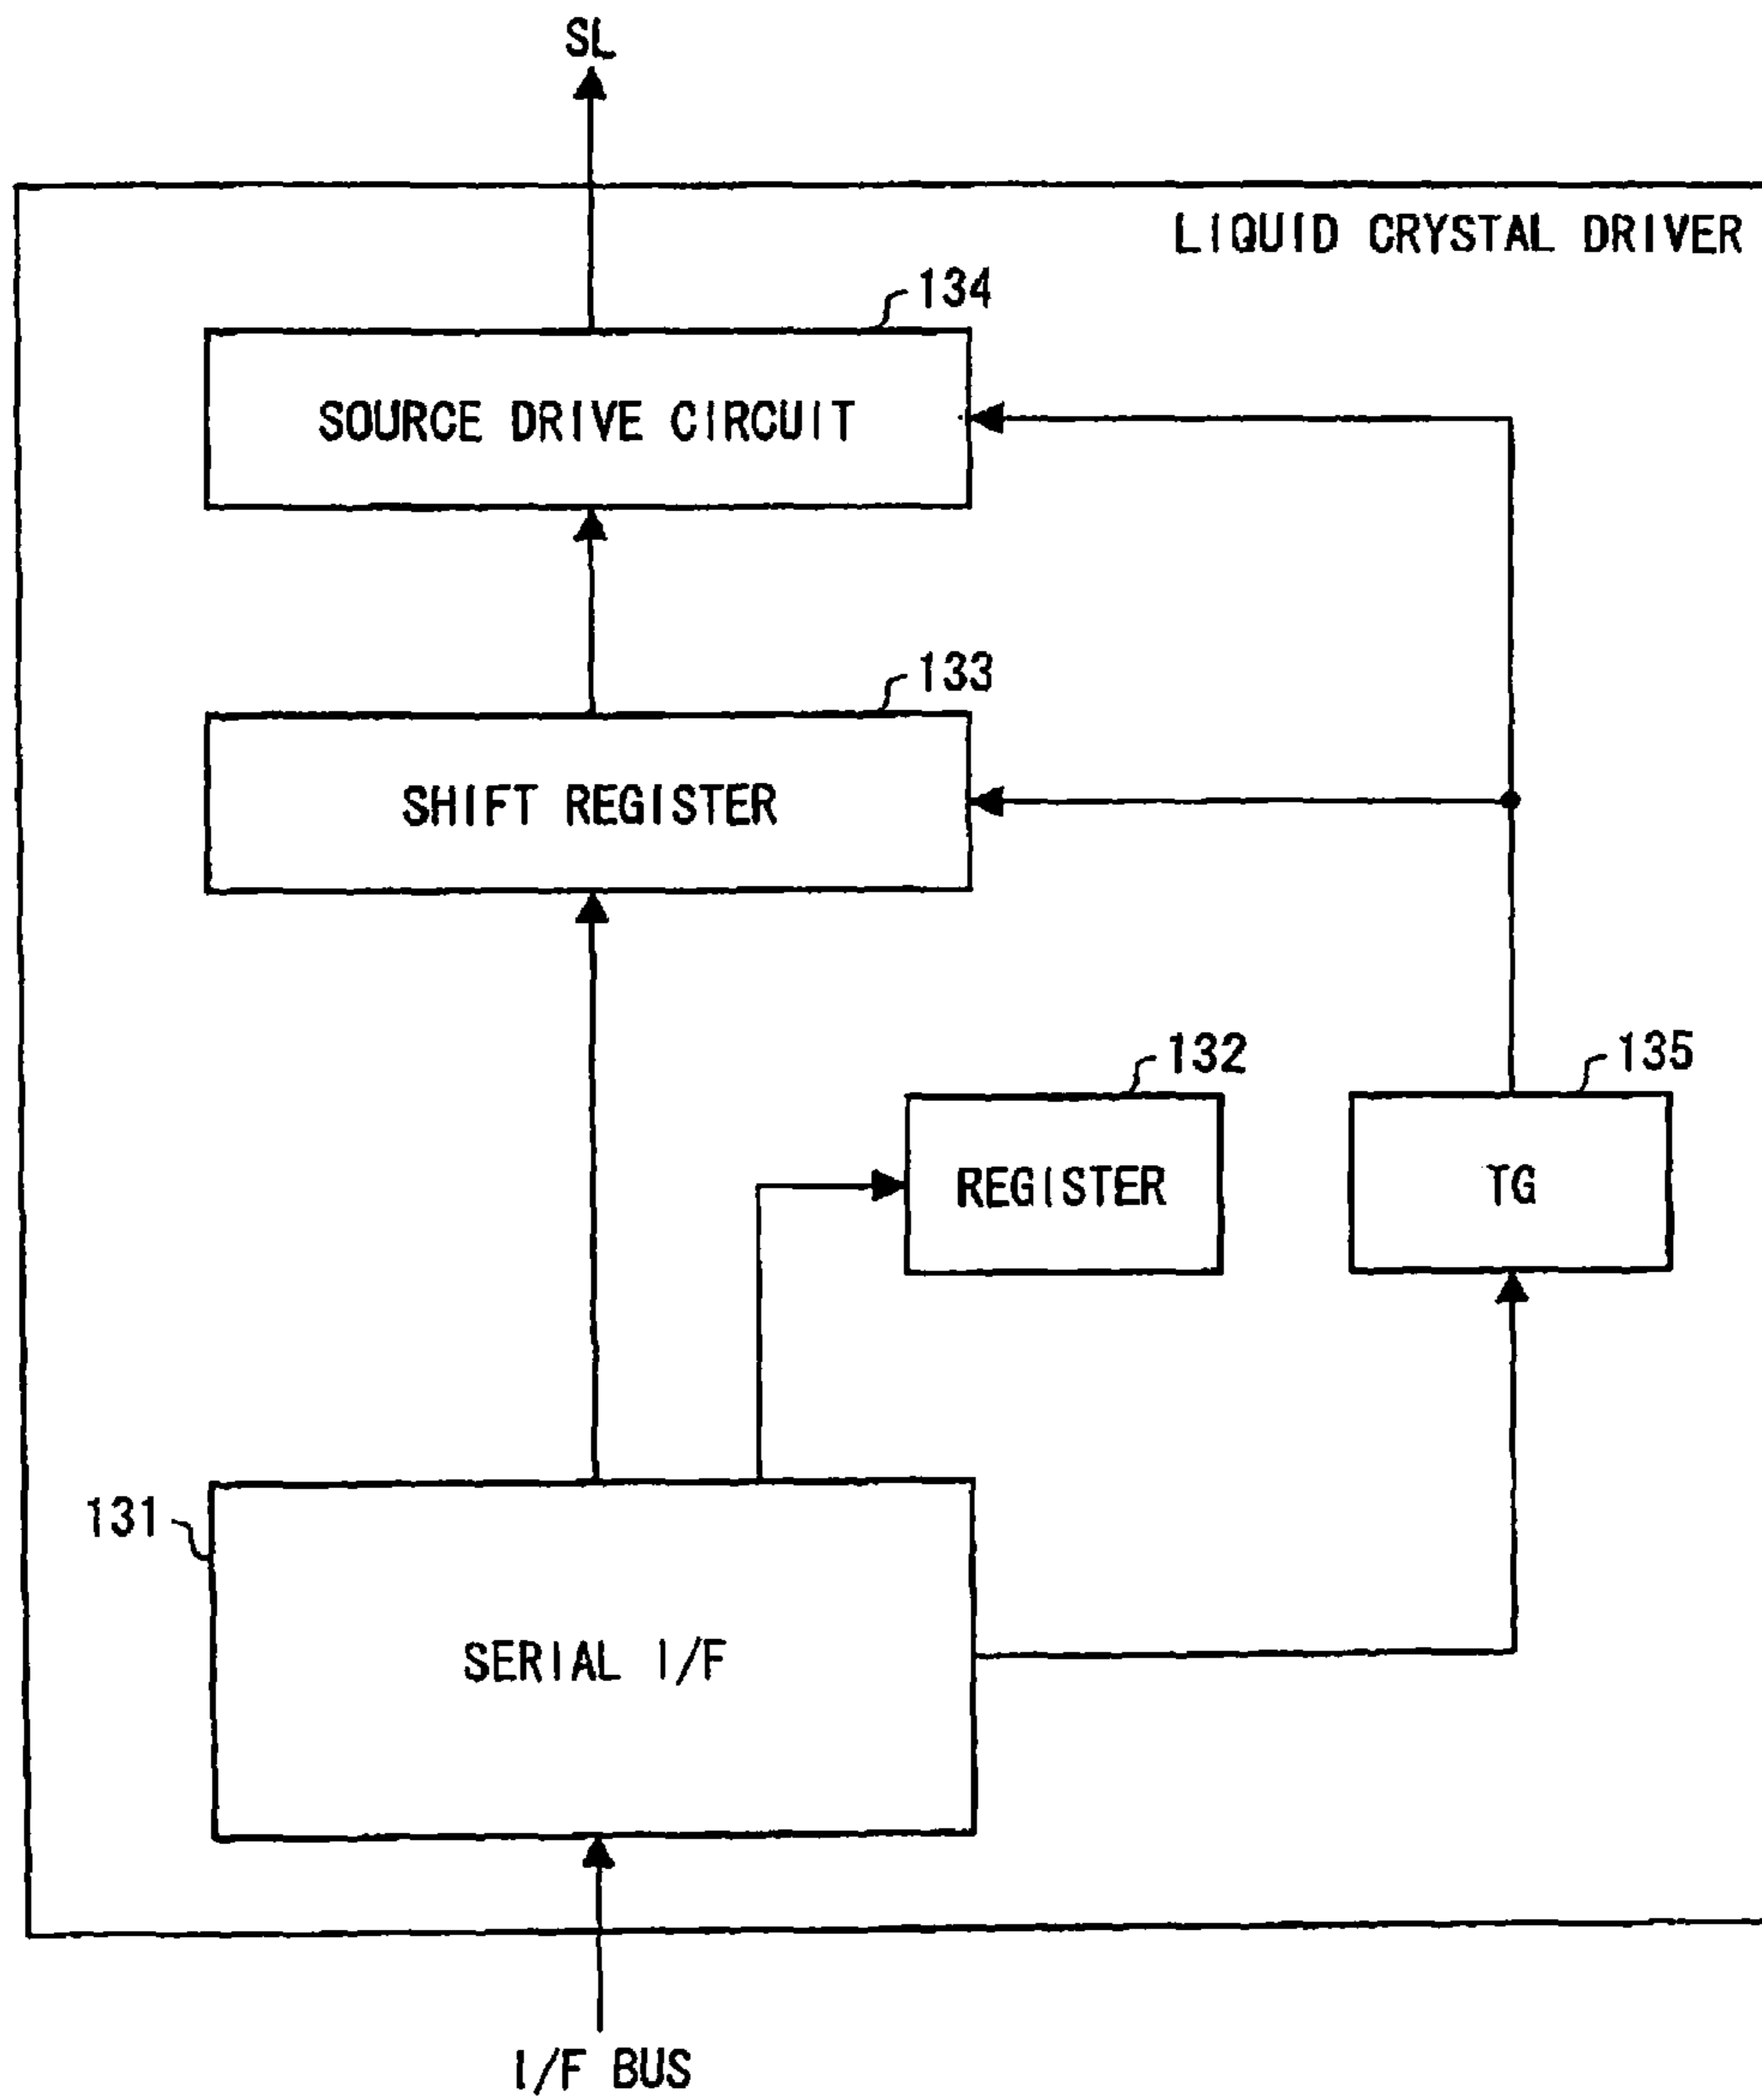 SL
LIQUID CRYSTAL DRIVER
134
SOURCE DRIVE CIRCUIT
133
SHIFT REGISTER
132
135
REGISTER
TG
131
SERIAL I/F
I/F BUS